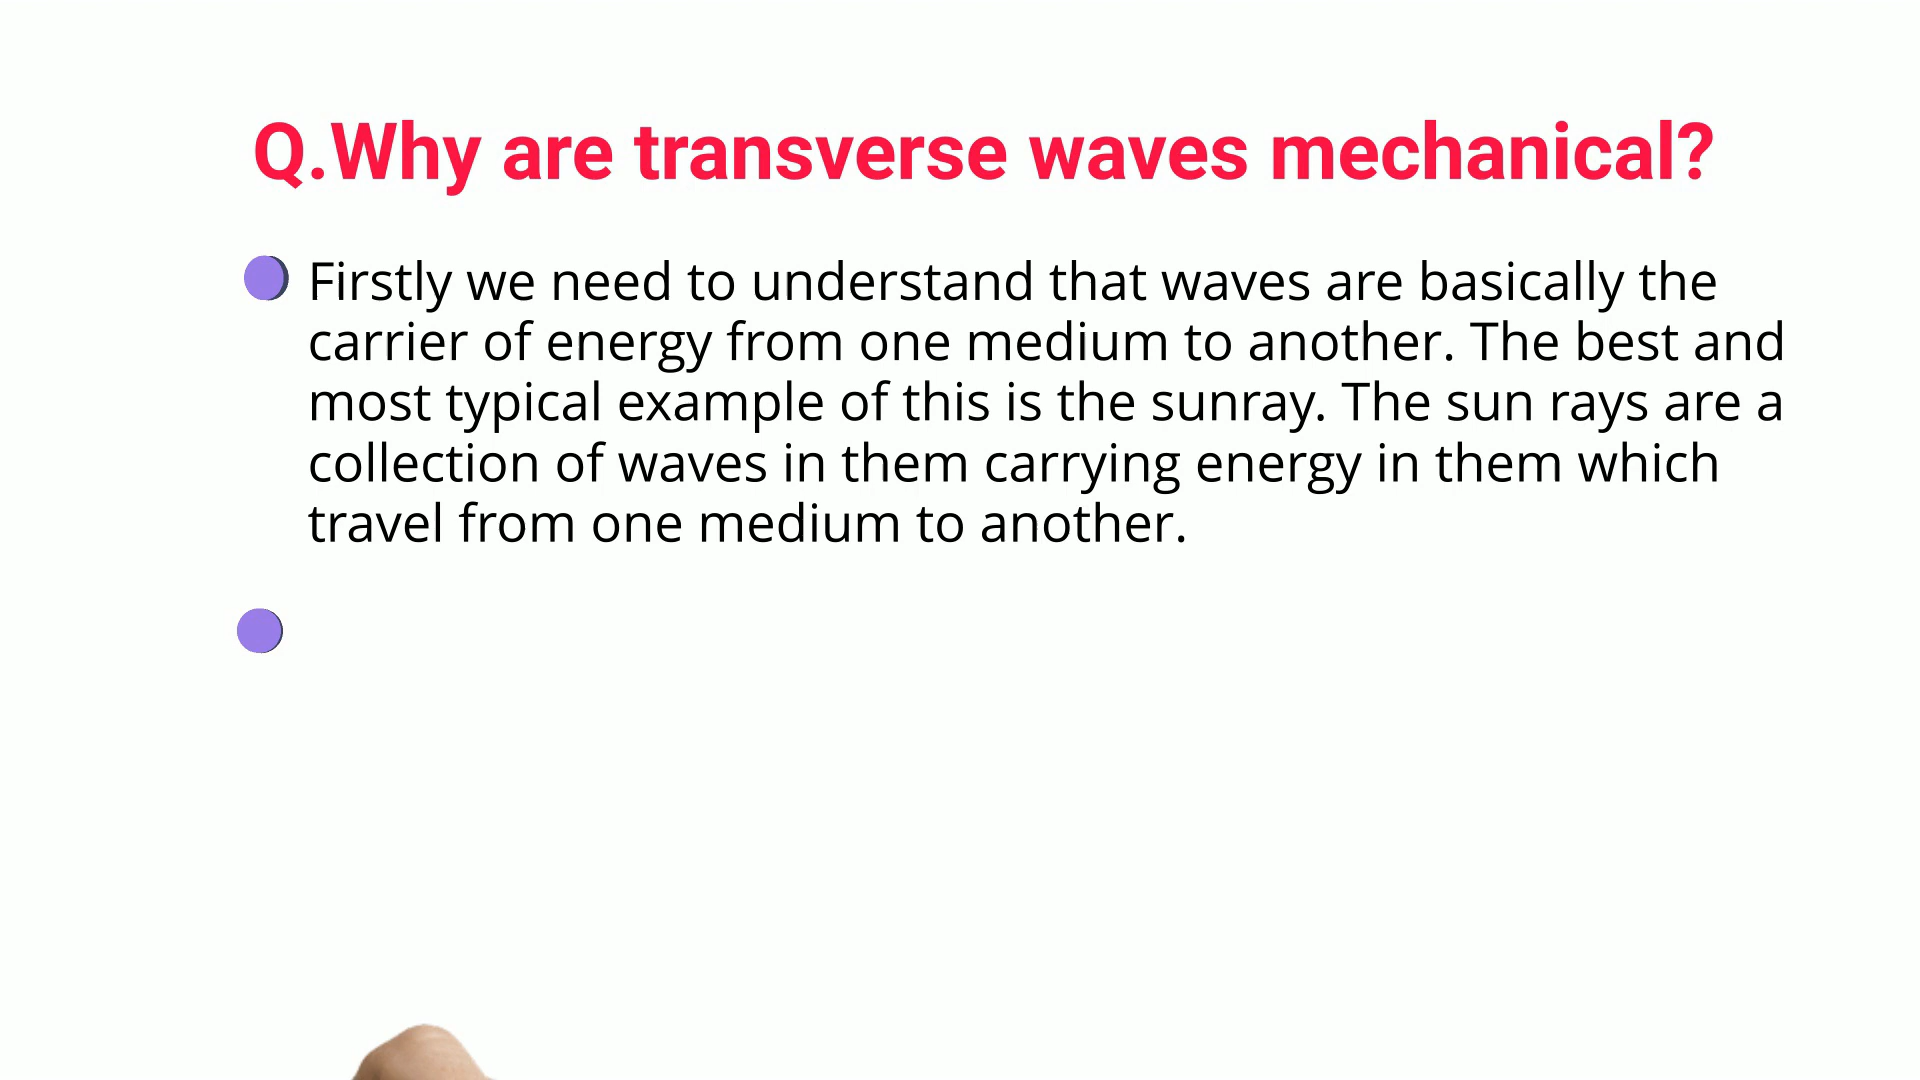 Q.Why are transverse waves mechanical?
Firstly we need to understand that waves are basically the
carrier of energy from one medium to another. The best and
most typical example of this is the sunray. The sun rays are a
collection of waves in them carrying energy in them which
travel from one medium to another.